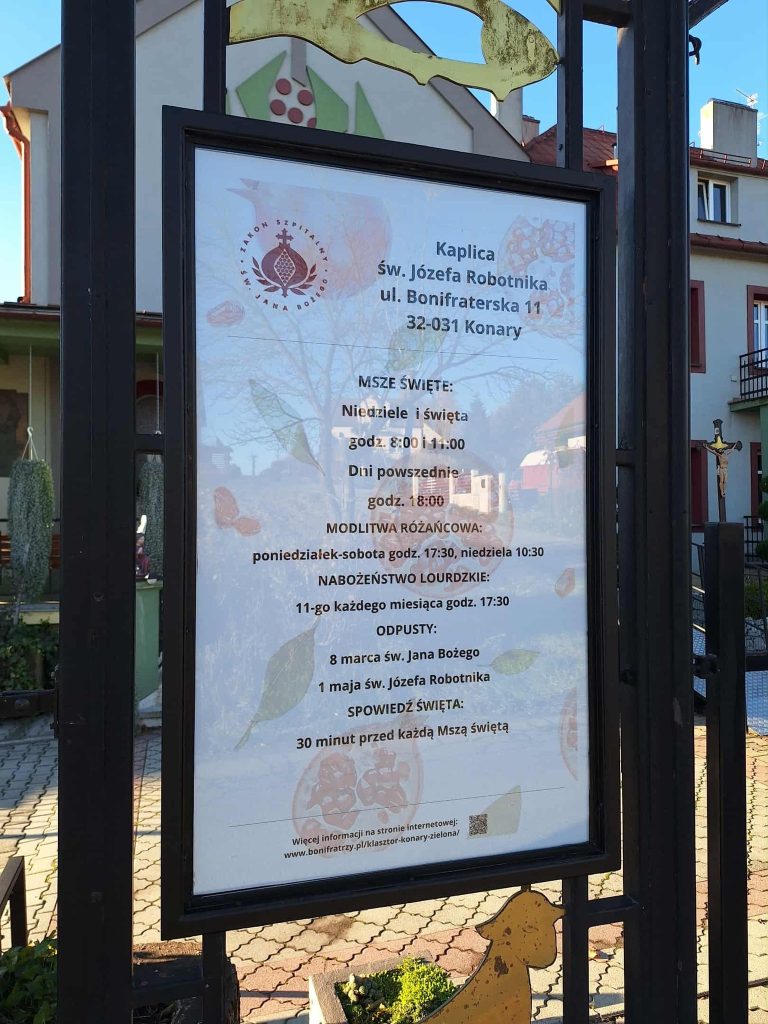 ZAKON SZPITALNY
ŚW. JANA BOŻEGO
Kaplica
św. Józefa Robotnika
ul. Bonifraterska 11
32-031 Konary
MSZE ŚWIĘTE:
Niedziele i święta
godz. 8:00 i 11:00
Dni powszednie
godz. 18:00
MODLITWA RÓŻAŃCOWA:
poniedzialek-sobota godz. 17:30, niedziela 10:30
NABOŻEŃSTWO LOURDZKIE:
11-go każdego miesiąca godz. 17:30
ODPUSTY:
8 marca św. Jana Bożego
1 maja św. Józefa Robotnika
SPOWIEDŹ ŚWIĘTA:
30 minut przed każdą Mszą świętą
Więcej informacji na stronie internetowej:
www.bonifratrzy.pl/klasztor-konary-zielona/